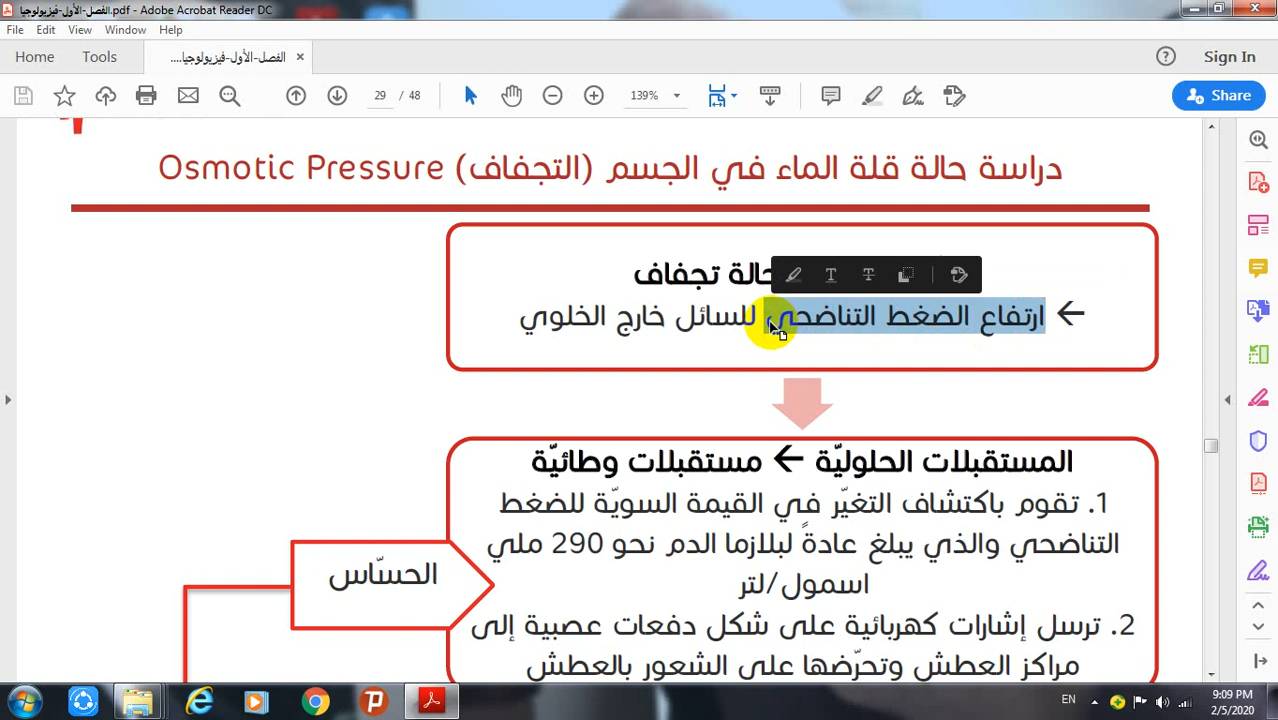 الفصل-الأول-فيزيولوجيا.pdf - Adobe Acrobat Reader DC
File Edit View Window Help
Home Tools الفصل-الأول-فيزيولوجيا.... × Sign In
29 / 48 139% Share
دراسة حالة قلة الماء في الجسم (التجفاف) Osmotic Pressure
حالة تجفاف
← ارتفاع الضغط التناضحي للسائل خارج الخلوي
المستقبلات الحلوليّة ← مستقبلات وطائيّة
1. تقوم باكتشاف التغيّر في القيمة السويّة للضغط
التناضحي والذي يبلغ عادةً لبلازما الدم نحو 290 ملي
اسمول/لتر
2. ترسل إشارات كهربائية على شكل دفعات عصبية إلى
مراكز العطش وتحرّضها على الشعور بالعطش
الحسّاس
EN 9:09 PM
2/5/2020